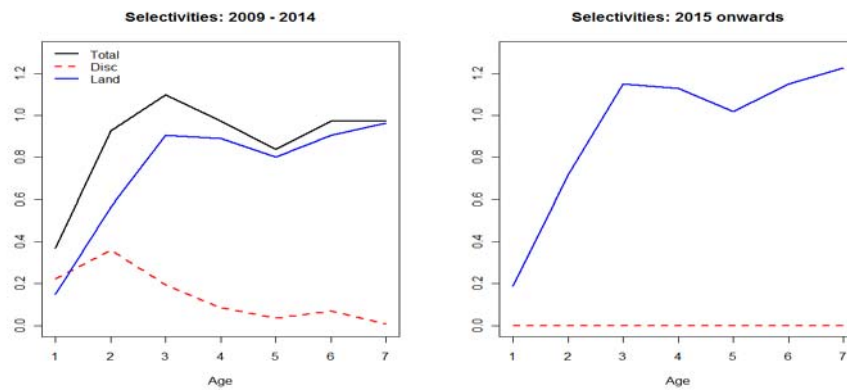 Selectivities: 2009 - 2014
Total
Disc
Land
0.0 0.2 0.4 0.6 0.8 1.0 1.2
1 2 3 4 5 6 7
Age
Selectivities: 2015 onwards
0.0 0.2 0.4 0.6 0.8 1.0 1.2
1 2 3 4 5 6 7
Age